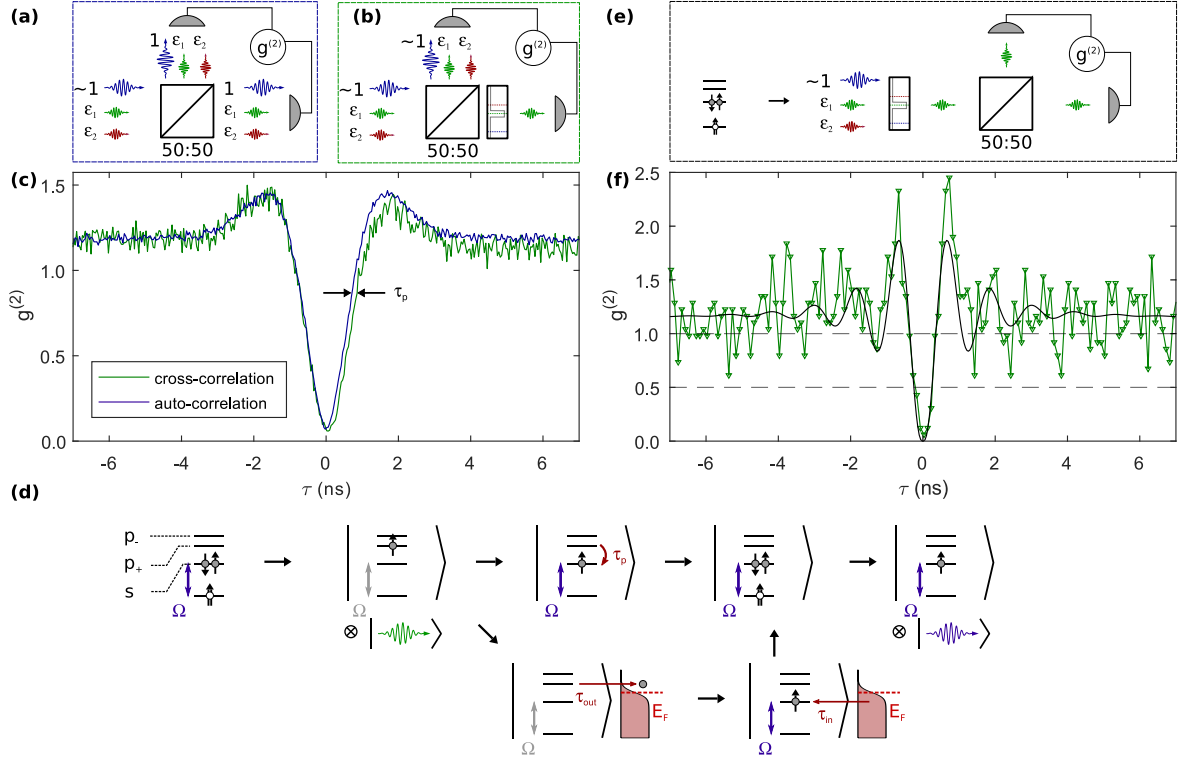 (a)
1 ε₁ ε₂
g⁽²⁾
~1
ε₁
ε₂
1
ε₁
ε₂
50:50
(b)
~1 ε₁ ε₂
g⁽²⁾
~1
ε₁
ε₂
50:50
(e)
g⁽²⁾
~1
ε₁
ε₂
50:50
(c)
g⁽²⁾
1.5
1.0
0.5
0.0
τₚ
cross-correlation
auto-correlation
-6 -4 -2 0 2 4 6
τ (ns)
(f)
g⁽²⁾
2.5
2.0
1.5
1.0
0.5
0.0
-6 -4 -2 0 2 4 6
τ (ns)
(d)
p₋
p₊
s
Ω
Ω
⊗
τₚ
Ω
Ω
Ω
⊗
τout
E_F
Ω
τin
E_F
Ω